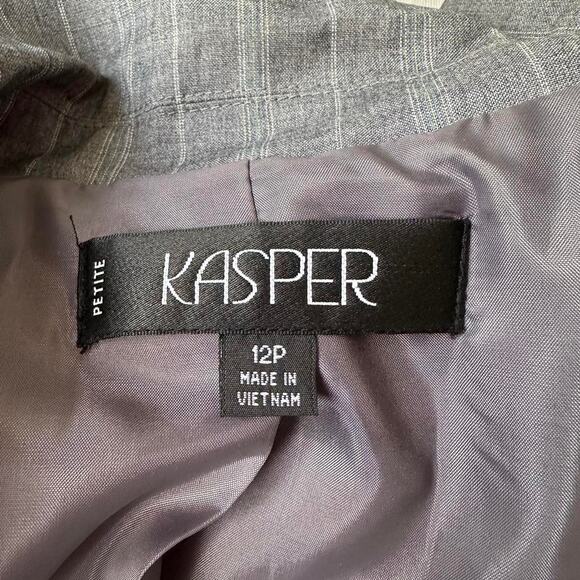 PETITE
KASPER
12P
MADE IN
VIETNAM